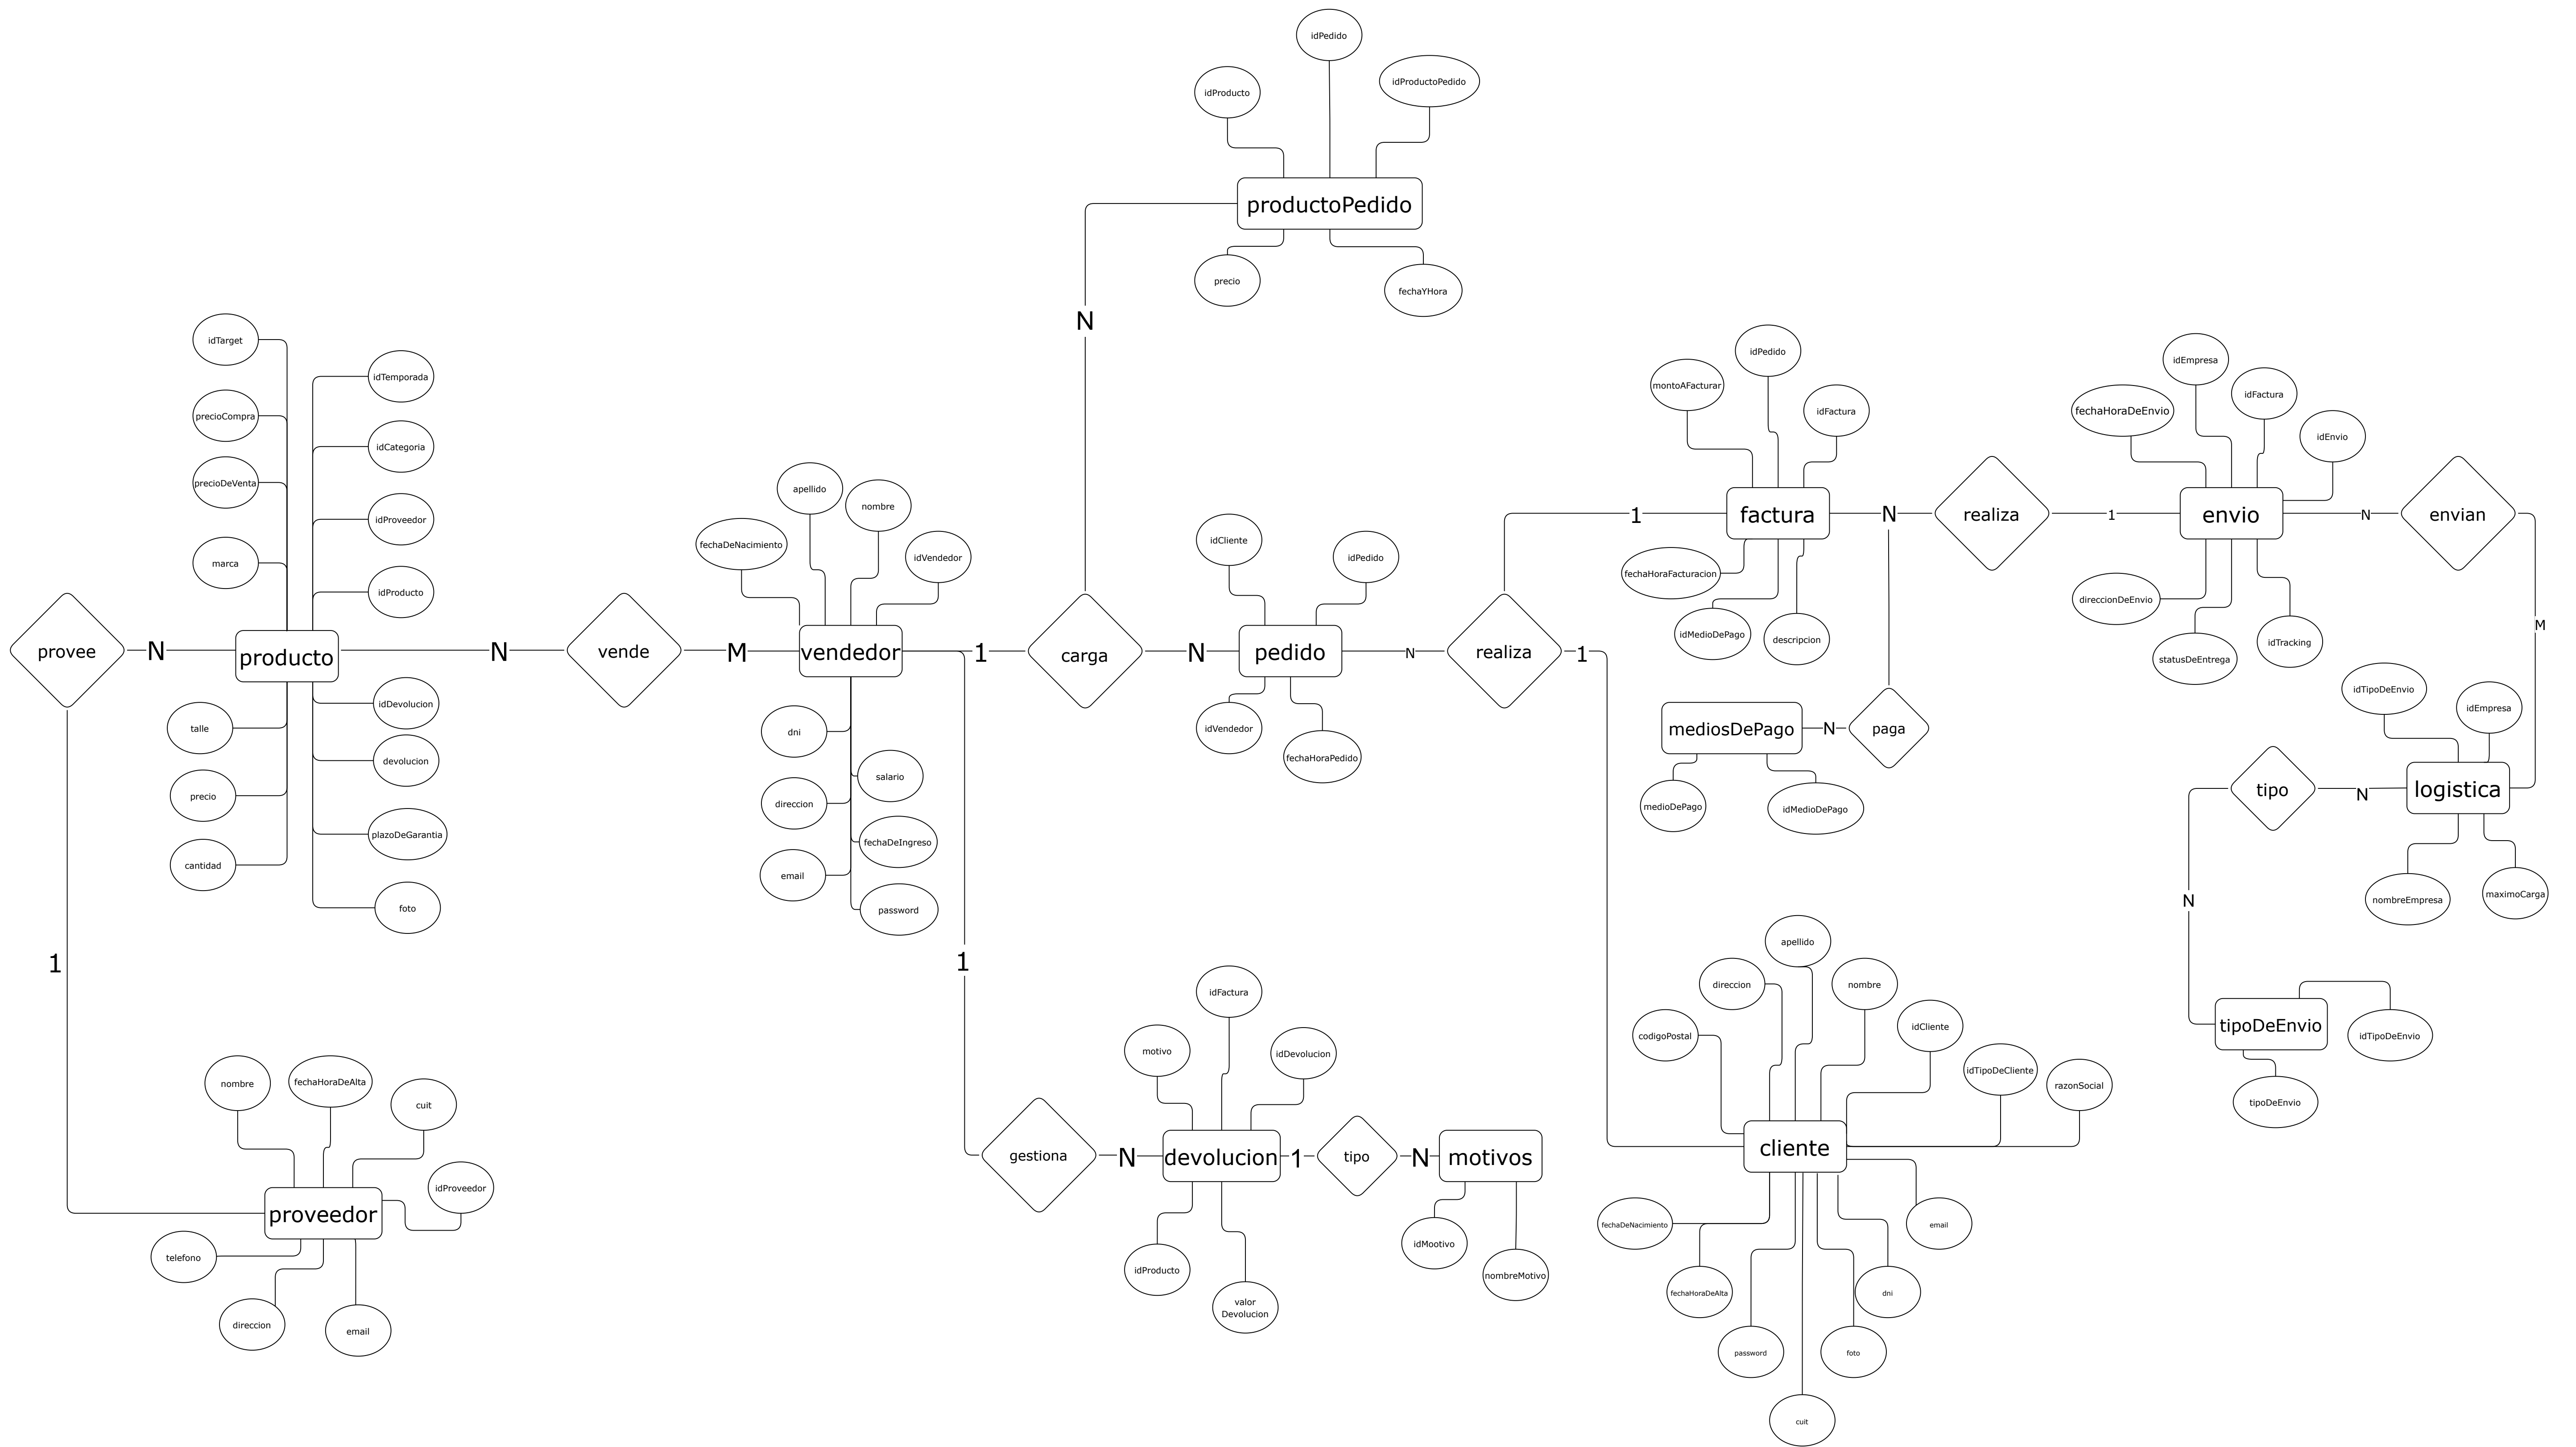 idPedido
idProducto
idProductoPedido
productoPedido
precio
fechaYHora
N
idTarget
idTemporada
precioCompra
idCategoria
precioDeVenta
idProveedor
marca
idProducto
provee
N
producto
N
vende
M
talle
idDevolucion
devolucion
precio
plazoDeGarantia
cantidad
foto
1
apellido
nombre
fechaDeNacimiento
idVendedor
vendedor
1
carga
N
dni
salario
direccion
fechaDeIngreso
email
password
1
idCliente
idPedido
pedido
N
realiza
1
idVendedor
fechaHoraPedido
idPedido
montoAFacturar
idFactura
1
factura
N
realiza
1
fechaHoraFacturacion
idMedioDePago
descripcion
mediosDePago
N
paga
medioDePago
idMedioDePago
idEmpresa
fechaHoraDeEnvio
idFactura
idEnvio
envio
N
envian
direccionDeEnvio
statusDeEntrega
idTracking
M
idTipoDeEnvio
idEmpresa
tipo
N
logistica
nombreEmpresa
maximoCarga
N
tipoDeEnvio
idTipoDeEnvio
tipoDeEnvio
nombre
fechaHoraDeAlta
cuit
idProveedor
proveedor
telefono
direccion
email
idFactura
motivo
idDevolucion
gestiona
N
devolucion
1
tipo
N
motivos
idProducto
valor
Devolucion
idMootivo
nombreMotivo
apellido
direccion
nombre
codigoPostal
idCliente
idTipoDeCliente
razonSocial
cliente
fechaDeNacimiento
email
fechaHoraDeAlta
dni
password
foto
cuit